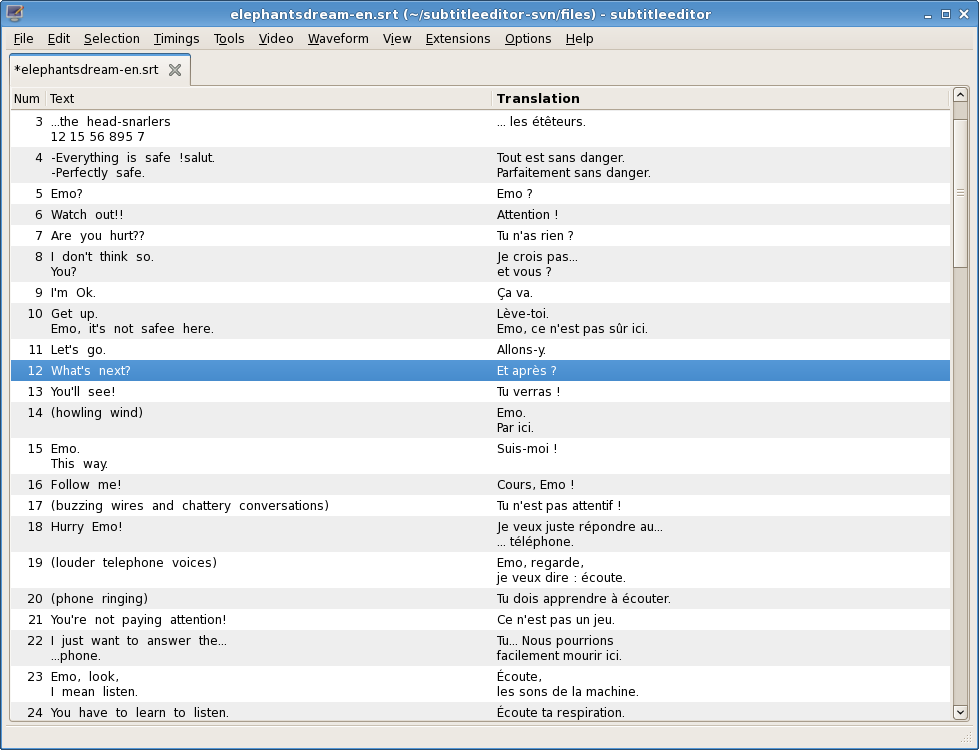 elephantsdream-en.srt (~/subtitleeditor-svn/files) - subtitleeditor
File Edit Selection Timings Tools Video Waveform View Extensions Options Help
*elephantsdream-en.srt
Num Text Translation
3 ...the head-snarlers ... les étêteurs.
12 15 56 895 7
4 -Everything is safe !salut. Tout est sans danger.
-Perfectly safe. Parfaitement sans danger.
5 Emo? Emo ?
6 Watch out!! Attention !
7 Are you hurt?? Tu n'as rien ?
8 I don't think so. Je crois pas...
You? et vous ?
9 I'm Ok. Ça va.
10 Get up. Lève-toi.
Emo, it's not safee here. Emo, ce n'est pas sûr ici.
11 Let's go. Allons-y.
12 What's next? Et après ?
13 You'll see! Tu verras !
14 (howling wind) Emo.
Par ici.
15 Emo. Suis-moi !
This way.
16 Follow me! Cours, Emo !
17 (buzzing wires and chattery conversations) Tu n'est pas attentif !
18 Hurry Emo! Je veux juste répondre au...
... téléphone.
19 (louder telephone voices) Emo, regarde,
je veux dire : écoute.
20 (phone ringing) Tu dois apprendre à écouter.
21 You're not paying attention! Ce n'est pas un jeu.
22 I just want to answer the... Tu... Nous pourrions
...phone. facilement mourir ici.
23 Emo, look, Écoute,
I mean listen. les sons de la machine.
24 You have to learn to listen. Écoute ta respiration.